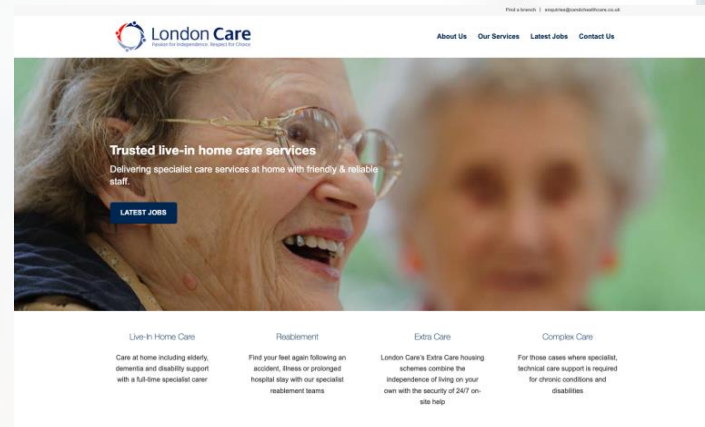 Find a branch | enquiries@candchealthcare.co.uk
London Care
Passion for Independence. Respect for Choice
About Us Our Services Latest Jobs Contact Us
Trusted live-in home care services
Delivering specialist care services at home with friendly & reliable
staff.
LATEST JOBS
Live-In Home Care
Care at home including elderly,
dementia and disability support
with a full-time specialist carer
Reablement
Find your feet again following an
accident, illness or prolonged
hospital stay with our specialist
reablement teams
Extra Care
London Care's Extra Care housing
schemes combine the
independence of living on your
own with the security of 24/7 on-
site help
Complex Care
For those cases where specialist,
technical care support is required
for chronic conditions and
disabilities